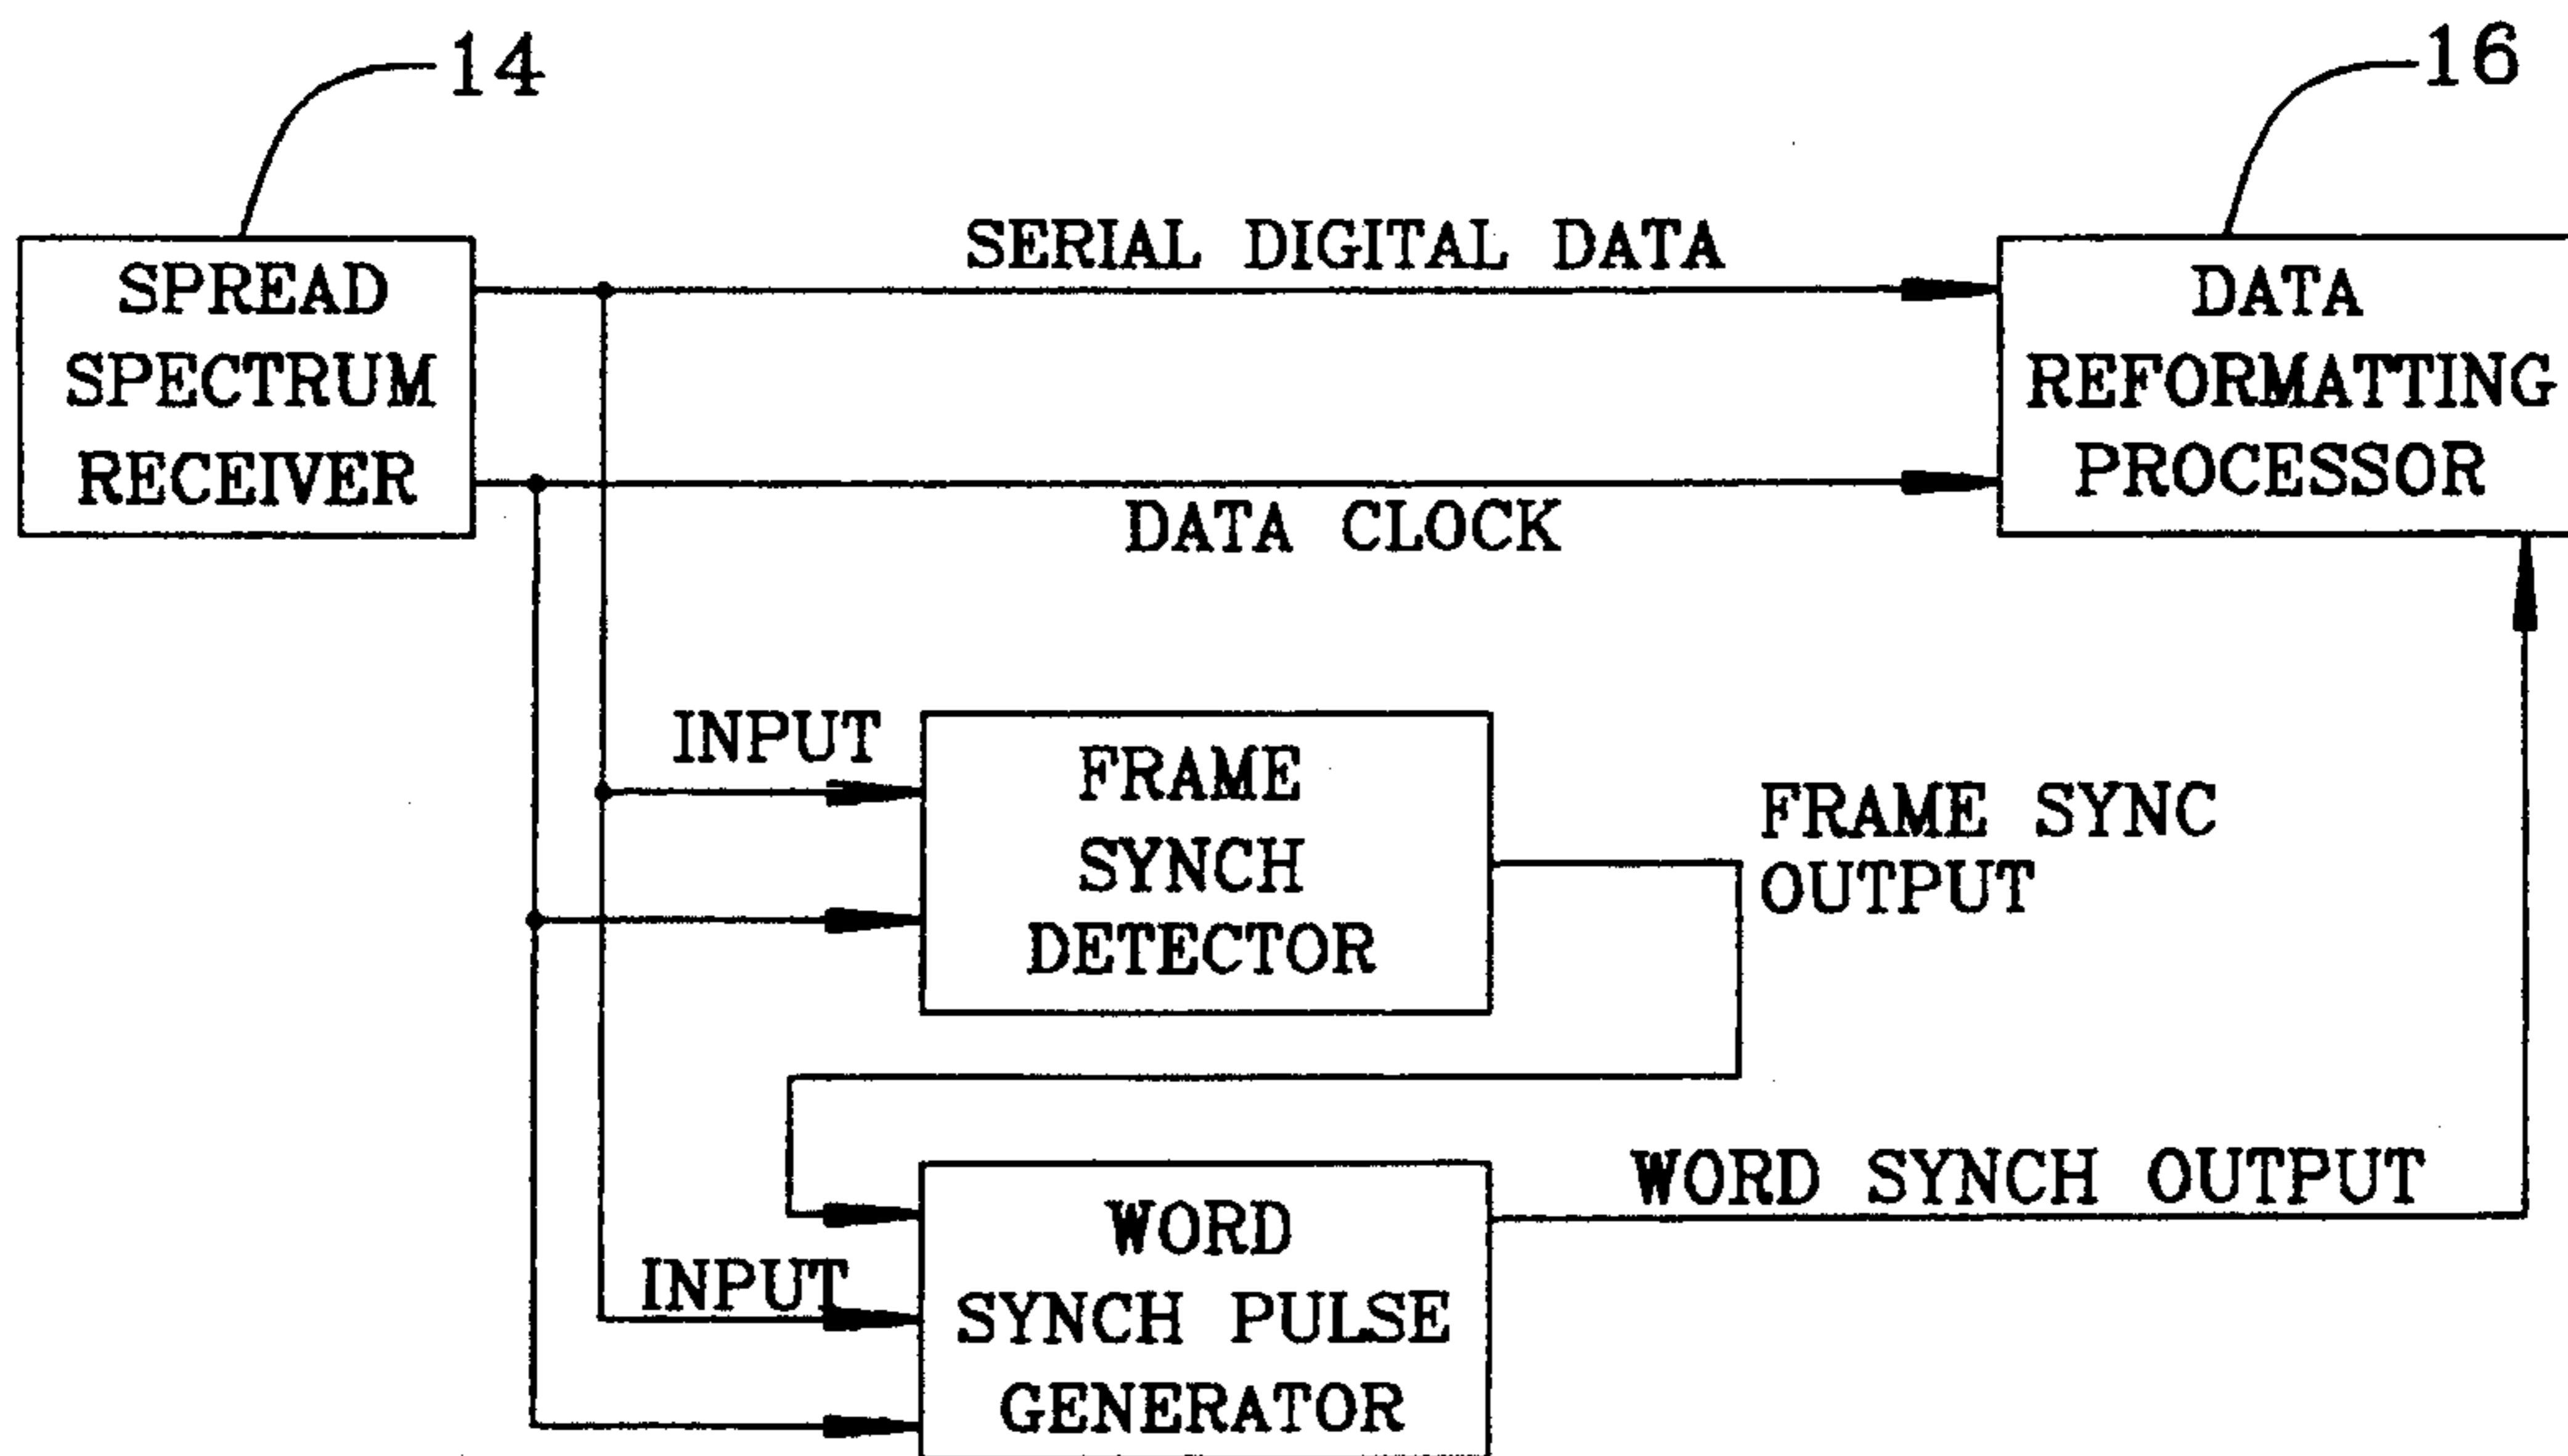 14
16
SPREAD
SPECTRUM
RECEIVER
SERIAL DIGITAL DATA
DATA CLOCK
DATA
REFORMATTING
PROCESSOR
INPUT
FRAME
SYNCH
DETECTOR
FRAME SYNC
OUTPUT
INPUT
WORD
SYNCH PULSE
GENERATOR
WORD SYNCH OUTPUT